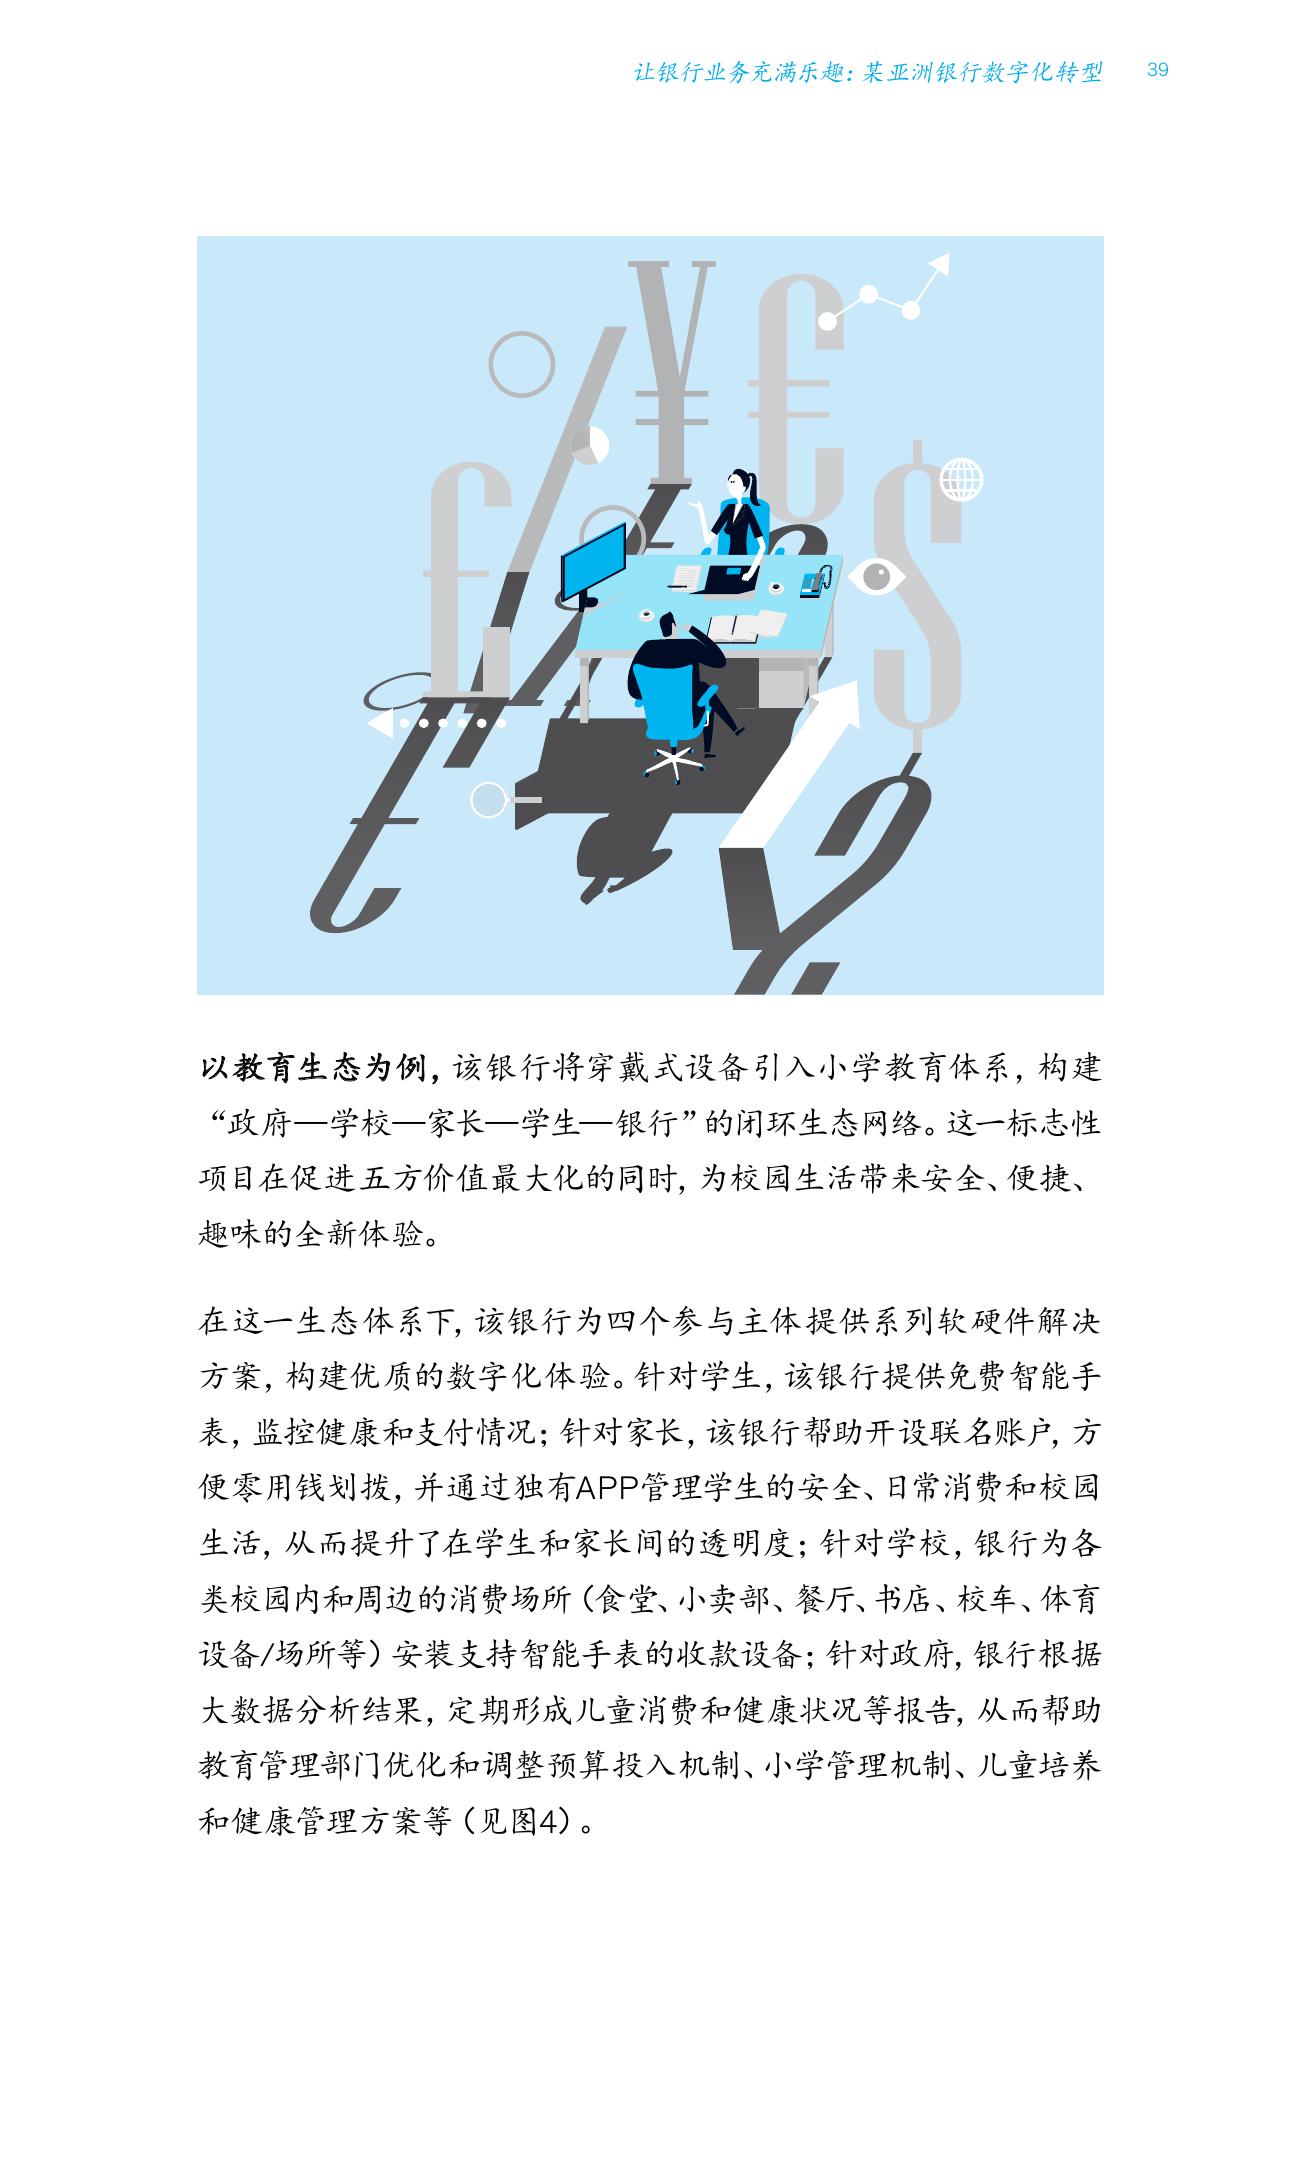 让银行业务充满乐趣：某亚洲银行数字化转型 39
£ % ¥ € $
以教育生态为例，该银行将穿戴式设备引入小学教育体系，构建
“政府—学校—家长—学生—银行”的闭环生态网络。这一标志性
项目在促进五方价值最大化的同时，为校园生活带来安全、便捷、
趣味的全新体验。
在这一生态体系下，该银行为四个参与主体提供系列软硬件解决
方案，构建优质的数字化体验。针对学生，该银行提供免费智能手
表，监控健康和支付情况；针对家长，该银行帮助开设联名账户，方
便零用钱划拨，并通过独有APP管理学生的安全、日常消费和校园
生活，从而提升了在学生和家长间的透明度；针对学校，银行为各
类校园内和周边的消费场所（食堂、小卖部、餐厅、书店、校车、体育
设备/场所等）安装支持智能手表的收款设备；针对政府，银行根据
大数据分析结果，定期形成儿童消费和健康状况等报告，从而帮助
教育管理部门优化和调整预算投入机制、小学管理机制、儿童培养
和健康管理方案等（见图4）。